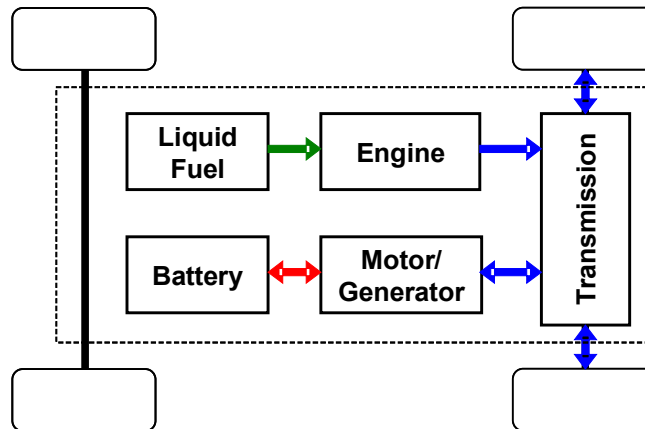 Liquid
Fuel
Engine
Transmission
Battery
Motor/
Generator